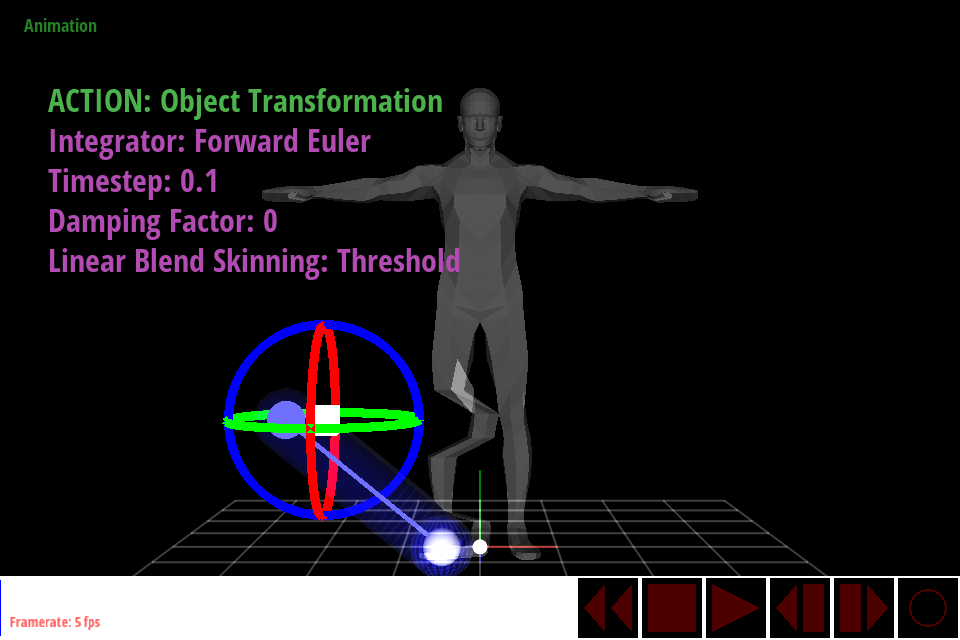 Animation
ACTION: Object Transformation
Integrator: Forward Euler
Timestep: 0.1
Damping Factor: 0
Linear Blend Skinning: Threshold
Framerate: 5 fps